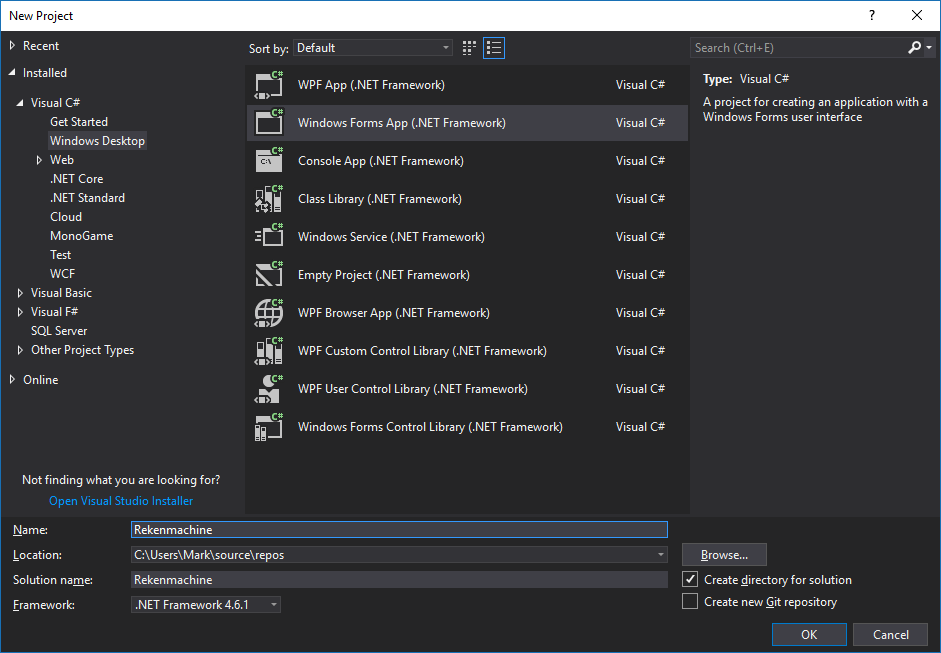 New Project
?
Recent
Installed
Visual C#
Get Started
Windows Desktop
Web
.NET Core
.NET Standard
Cloud
MonoGame
Test
WCF
Visual Basic
Visual F#
SQL Server
Other Project Types
Online
Not finding what you are looking for?
Open Visual Studio Installer
Sort by: Default
C# WPF App (.NET Framework) Visual C#
C# Windows Forms App (.NET Framework) Visual C#
C# C:\ Console App (.NET Framework) Visual C#
C# Class Library (.NET Framework) Visual C#
C# Windows Service (.NET Framework) Visual C#
C# Empty Project (.NET Framework) Visual C#
C# WPF Browser App (.NET Framework) Visual C#
C# WPF Custom Control Library (.NET Framework) Visual C#
C# WPF User Control Library (.NET Framework) Visual C#
C# Windows Forms Control Library (.NET Framework) Visual C#
Search (Ctrl+E)
Type: Visual C#
A project for creating an application with a
Windows Forms user interface
Name: Rekenmachine
Location: C:\Users\Mark\source\repos
Browse...
Solution name: Rekenmachine
Create directory for solution
Framework: .NET Framework 4.6.1
Create new Git repository
OK Cancel